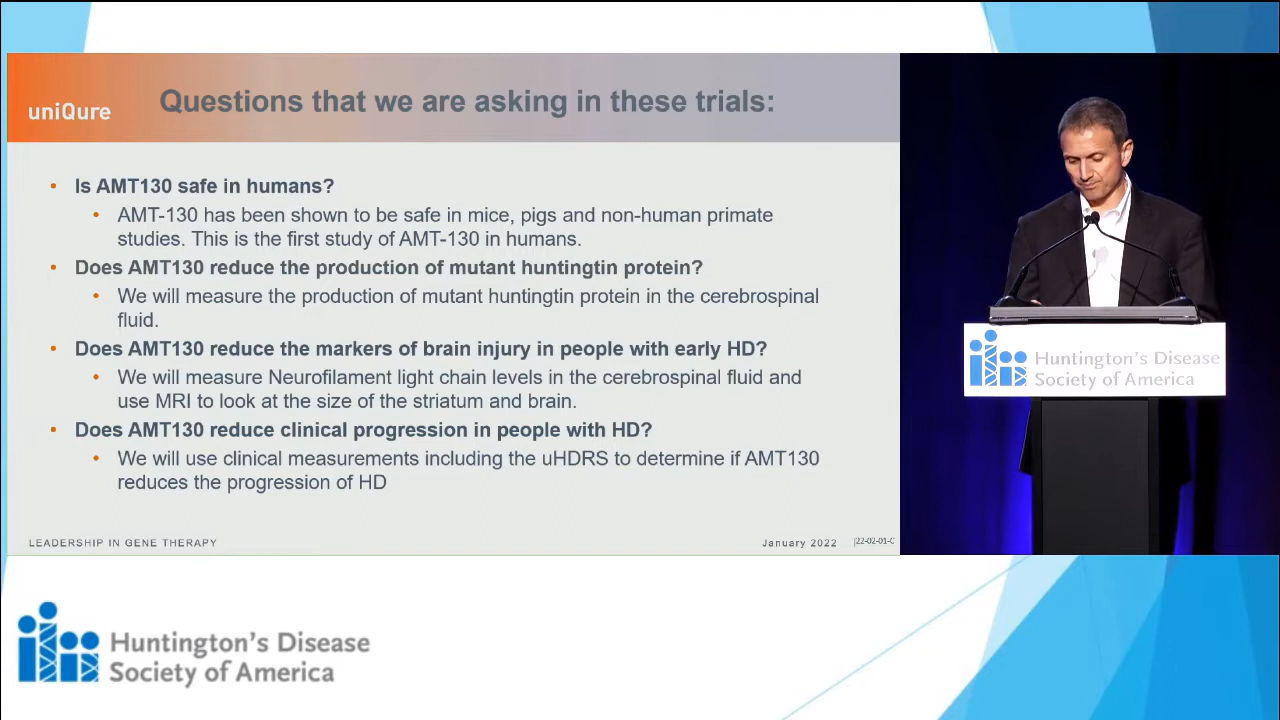 uniQure
Questions that we are asking in these trials:
• Is AMT130 safe in humans?
• AMT-130 has been shown to be safe in mice, pigs and non-human primate
studies. This is the first study of AMT-130 in humans.
• Does AMT130 reduce the production of mutant huntingtin protein?
• We will measure the production of mutant huntingtin protein in the cerebrospinal
fluid.
• Does AMT130 reduce the markers of brain injury in people with early HD?
• We will measure Neurofilament light chain levels in the cerebrospinal fluid and
use MRI to look at the size of the striatum and brain.
• Does AMT130 reduce clinical progression in people with HD?
• We will use clinical measurements including the uHDRS to determine if AMT130
reduces the progression of HD
LEADERSHIP IN GENE THERAPY
January 2022
|22-02-01-C
Huntington's Disease
Society of America
Huntington's Disease
Society of America